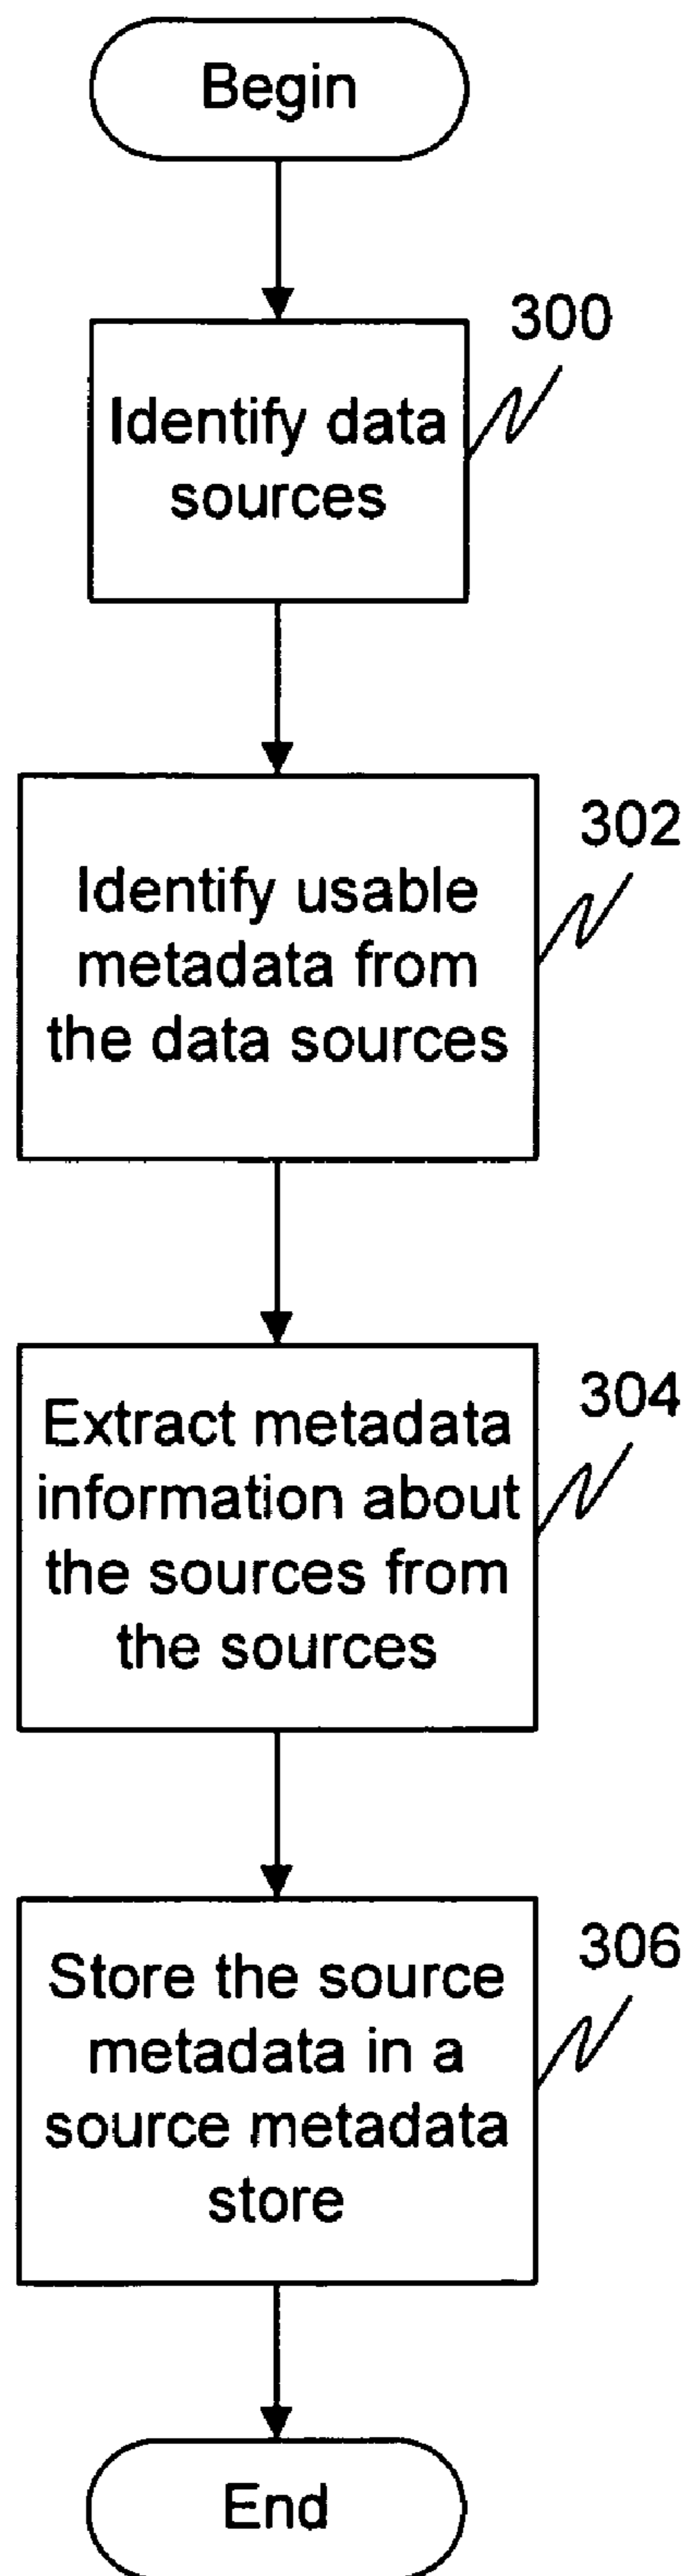 Begin
300
Identify data
sources
302
Identify usable
metadata from
the data sources
304
Extract metadata
information about
the sources from
the sources
306
Store the source
metadata in a
source metadata
store
End